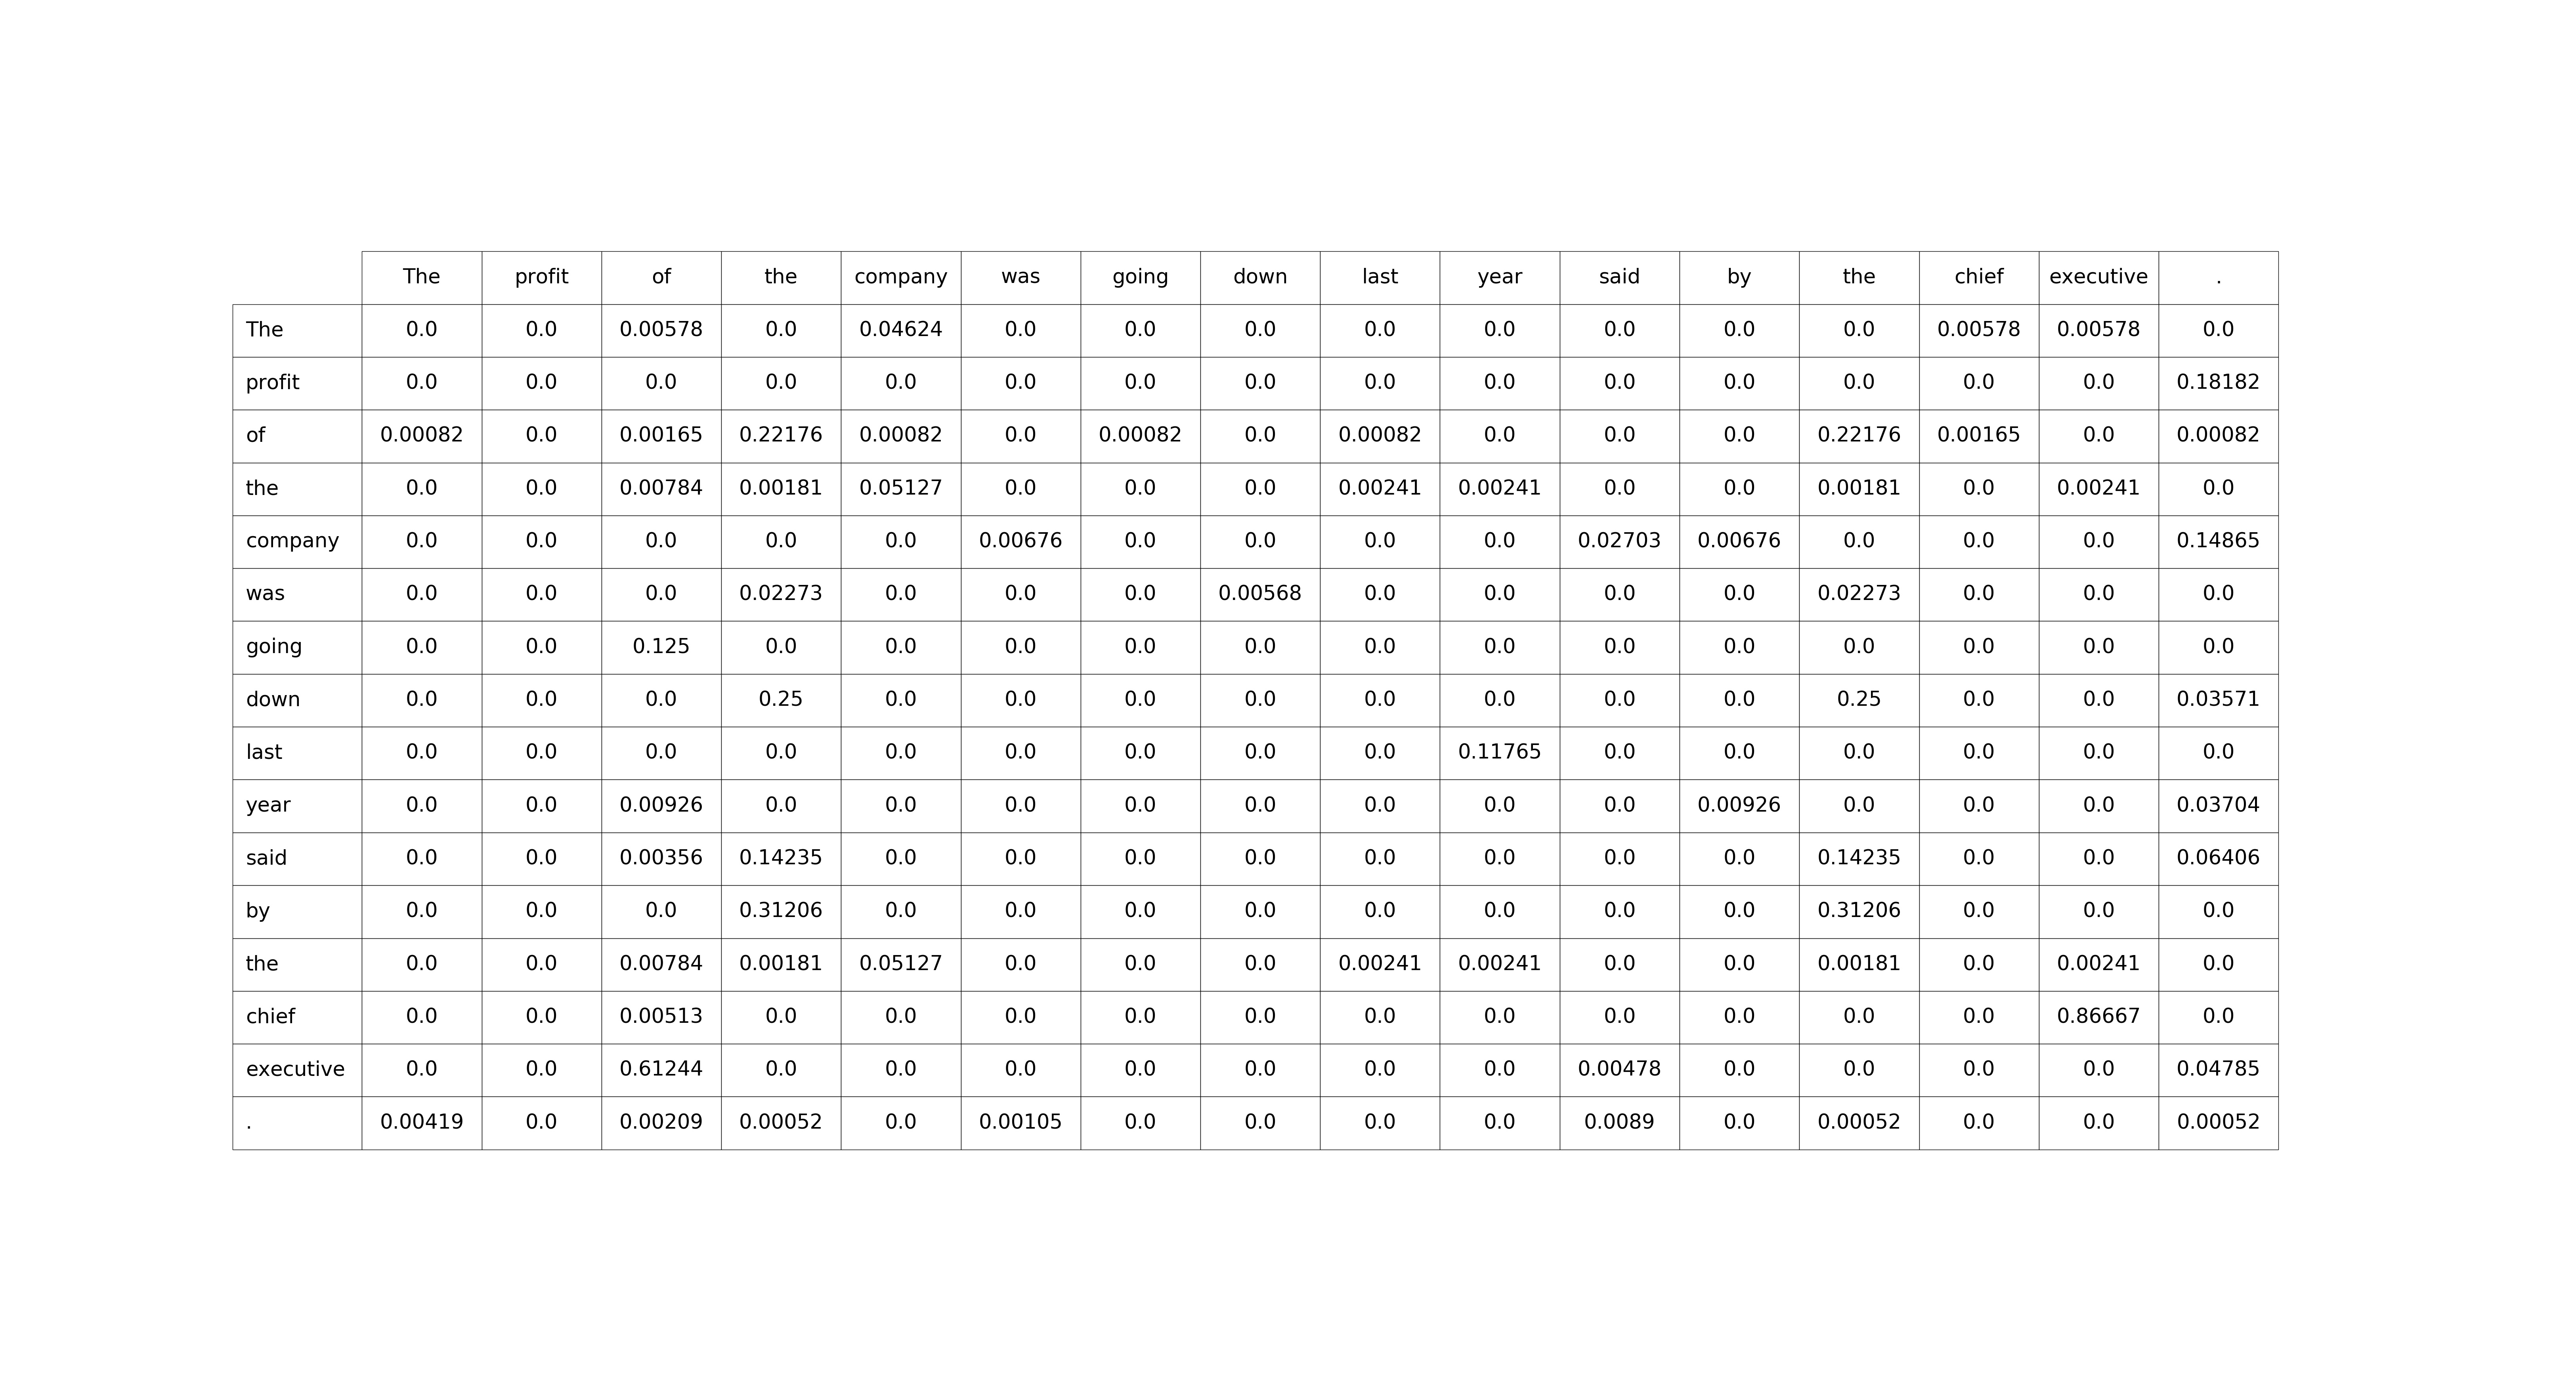 The profit of the company was going down last year said by the chief executive .
The 0.0 0.0 0.00578 0.0 0.04624 0.0 0.0 0.0 0.0 0.0 0.0 0.0 0.0 0.00578 0.00578 0.0
profit 0.0 0.0 0.0 0.0 0.0 0.0 0.0 0.0 0.0 0.0 0.0 0.0 0.0 0.0 0.0 0.18182
of 0.00082 0.0 0.00165 0.22176 0.00082 0.0 0.00082 0.0 0.00082 0.0 0.0 0.0 0.22176 0.00165 0.0 0.00082
the 0.0 0.0 0.00784 0.00181 0.05127 0.0 0.0 0.0 0.00241 0.00241 0.0 0.0 0.00181 0.0 0.00241 0.0
company 0.0 0.0 0.0 0.0 0.0 0.00676 0.0 0.0 0.0 0.0 0.02703 0.00676 0.0 0.0 0.0 0.14865
was 0.0 0.0 0.0 0.02273 0.0 0.0 0.0 0.00568 0.0 0.0 0.0 0.0 0.02273 0.0 0.0 0.0
going 0.0 0.0 0.125 0.0 0.0 0.0 0.0 0.0 0.0 0.0 0.0 0.0 0.0 0.0 0.0 0.0
down 0.0 0.0 0.0 0.25 0.0 0.0 0.0 0.0 0.0 0.0 0.0 0.0 0.25 0.0 0.0 0.03571
last 0.0 0.0 0.0 0.0 0.0 0.0 0.0 0.0 0.0 0.11765 0.0 0.0 0.0 0.0 0.0 0.0
year 0.0 0.0 0.00926 0.0 0.0 0.0 0.0 0.0 0.0 0.0 0.0 0.00926 0.0 0.0 0.0 0.03704
said 0.0 0.0 0.00356 0.14235 0.0 0.0 0.0 0.0 0.0 0.0 0.0 0.0 0.14235 0.0 0.0 0.06406
by 0.0 0.0 0.0 0.31206 0.0 0.0 0.0 0.0 0.0 0.0 0.0 0.0 0.31206 0.0 0.0 0.0
the 0.0 0.0 0.00784 0.00181 0.05127 0.0 0.0 0.0 0.00241 0.00241 0.0 0.0 0.00181 0.0 0.00241 0.0
chief 0.0 0.0 0.00513 0.0 0.0 0.0 0.0 0.0 0.0 0.0 0.0 0.0 0.0 0.0 0.86667 0.0
executive 0.0 0.0 0.61244 0.0 0.0 0.0 0.0 0.0 0.0 0.0 0.00478 0.0 0.0 0.0 0.0 0.04785
. 0.00419 0.0 0.00209 0.00052 0.0 0.00105 0.0 0.0 0.0 0.0 0.0089 0.0 0.00052 0.0 0.0 0.00052